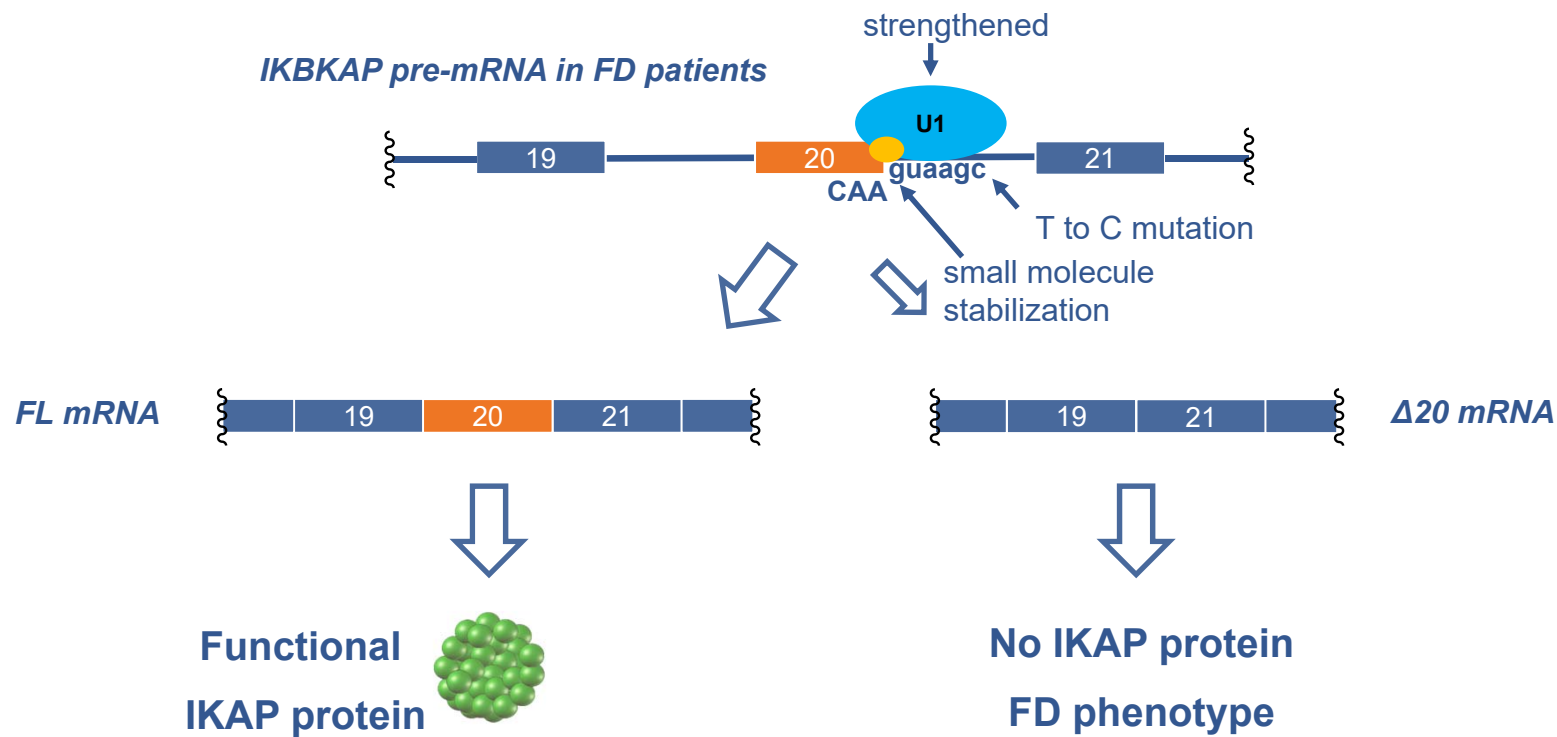 strengthened
IKBKAP pre-mRNA in FD patients
U1
19
20
21
guaagc
CAA
T to C mutation
small molecule
stabilization
FL mRNA
19
20
21
19
21
Δ20 mRNA
Functional
IKAP protein
No IKAP protein
FD phenotype